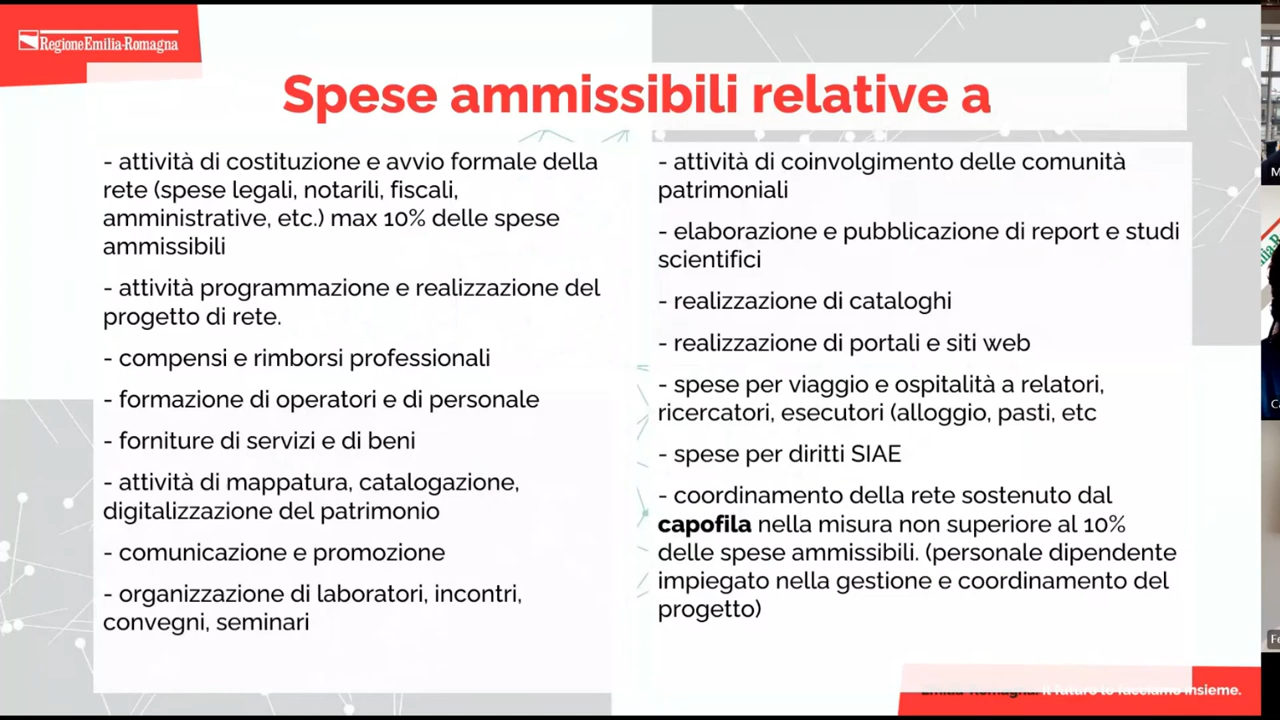 RegioneEmilia-Romagna
Spese ammissibili relative a
- attività di costituzione e avvio formale della
rete (spese legali, notarili, fiscali,
amministrative, etc.) max 10% delle spese
ammissibili
- attività programmazione e realizzazione del
progetto di rete.
- compensi e rimborsi professionali
- formazione di operatori e di personale
- forniture di servizi e di beni
- attività di mappatura, catalogazione,
digitalizzazione del patrimonio
- comunicazione e promozione
- organizzazione di laboratori, incontri,
convegni, seminari
- attività di coinvolgimento delle comunità
patrimoniali
- elaborazione e pubblicazione di report e studi
scientifici
- realizzazione di cataloghi
- realizzazione di portali e siti web
- spese per viaggio e ospitalità a relatori,
ricercatori, esecutori (alloggio, pasti, etc
- spese per diritti SIAE
- coordinamento della rete sostenuto dal
capofila nella misura non superiore al 10%
delle spese ammissibili. (personale dipendente
impiegato nella gestione e coordinamento del
progetto)
Emilia-Romagna. Il futuro lo facciamo insieme.